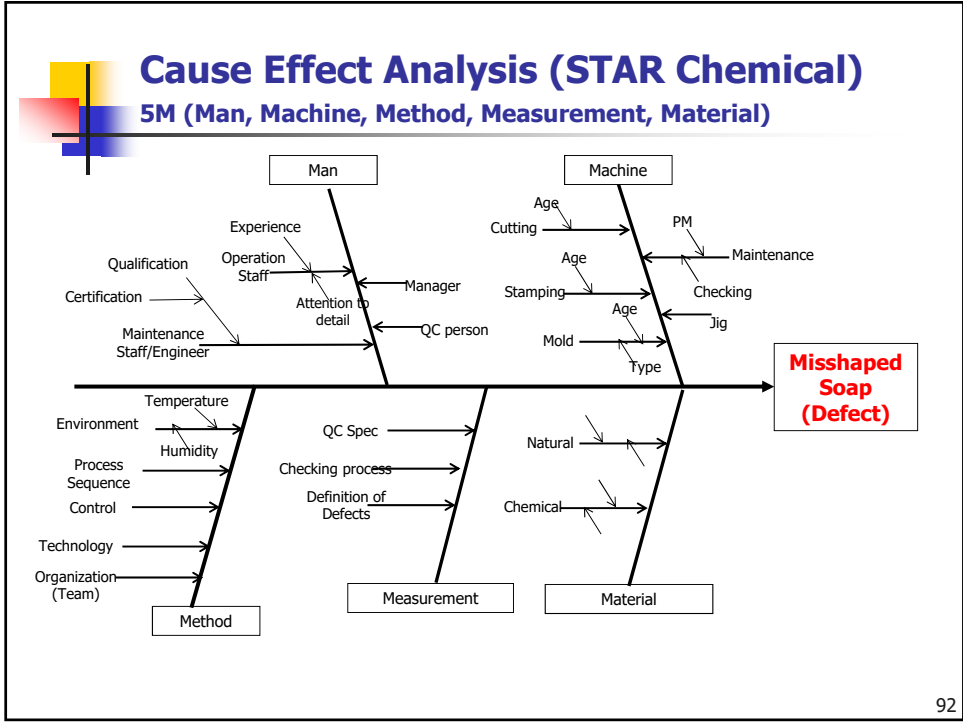 Cause Effect Analysis (STAR Chemical)
5M (Man, Machine, Method, Measurement, Material)
Man
Machine
Experience
Operation
Staff
Attention to
detail
Qualification
Certification
Maintenance
Staff/Engineer
Manager
QC person
Age
Cutting
PM
Maintenance
Checking
Age
Stamping
Age
Jig
Mold
Type
Misshaped
Soap
(Defect)
Temperature
Environment
Humidity
Process
Sequence
Control
Technology
Organization
(Team)
Method
QC Spec
Checking process
Definition of
Defects
Measurement
Natural
Chemical
Material
92